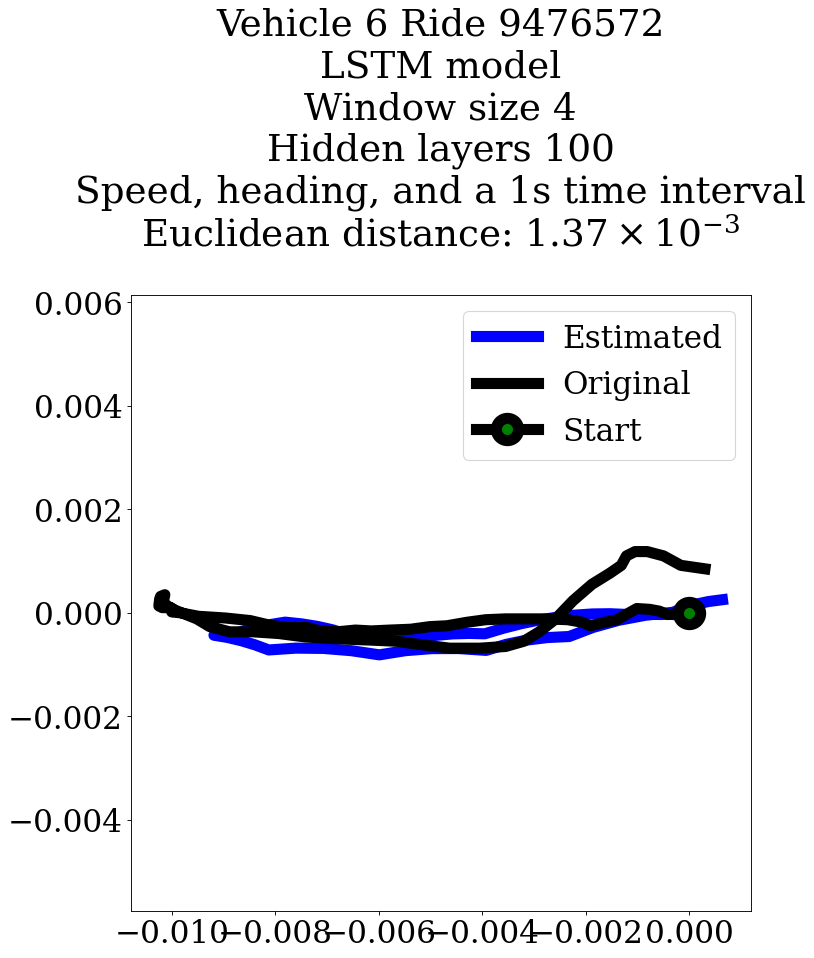 Vehicle 6 Ride 9476572
LSTM model
Window size 4
Hidden layers 100
Speed, heading, and a 1s time interval
Euclidean distance: 1.37 × 10⁻³
0.006
0.004
0.002
0.000
−0.002
−0.004
Estimated
Original
Start
−0.010 −0.008 −0.006 −0.004 −0.002 0.000